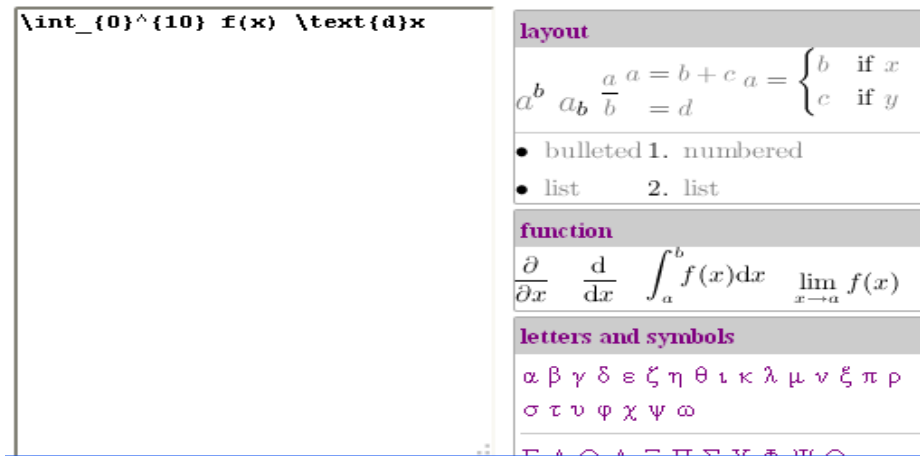 \int_{0}^{10} f(x) \text{d}x
layout
a^b a_b a/b a = b + c = d a = { b if x c if y
• bulleted 1. numbered
• list 2. list
function
∂/∂x d/dx ∫_a^b f(x)dx lim_{x→a} f(x)
letters and symbols
α β γ δ ε ζ η θ ι κ λ μ ν ξ π ρ
σ τ υ φ χ ψ ω